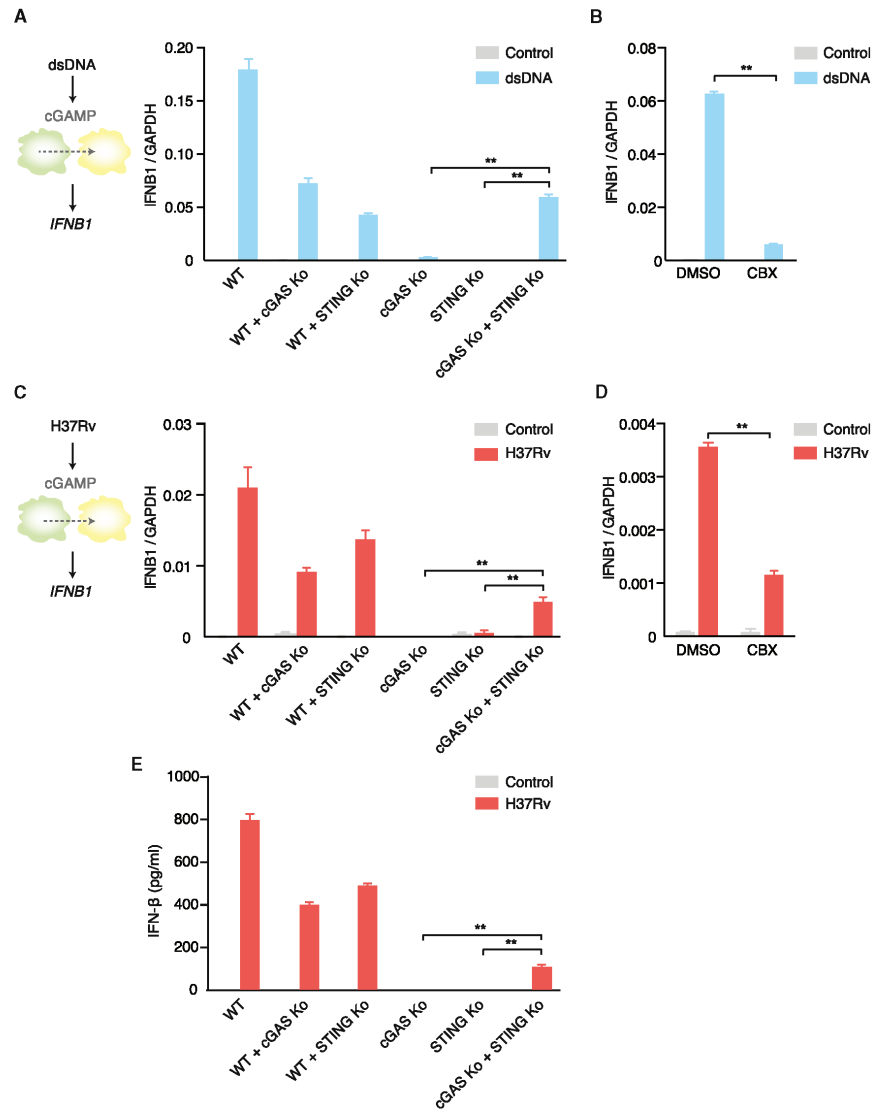 A
dsDNA
cGAMP
IFNB1
IFNB1 / GAPDH
0.20
0.15
0.10
0.05
0
Control
dsDNA
**
**
WT
WT + cGAS Ko
WT + STING Ko
cGAS Ko
STING Ko
cGAS Ko + STING Ko
B
IFNB1 / GAPDH
0.08
0.06
0.04
0.02
0
Control
dsDNA
**
DMSO
CBX
C
H37Rv
cGAMP
IFNB1
IFNB1 / GAPDH
0.03
0.02
0.01
0
Control
H37Rv
**
**
WT
WT + cGAS Ko
WT + STING Ko
cGAS Ko
STING Ko
cGAS Ko + STING Ko
D
IFNB1 / GAPDH
0.004
0.003
0.002
0.001
0
Control
H37Rv
**
DMSO
CBX
E
IFN-β (pg/ml)
1000
800
600
400
200
0
Control
H37Rv
**
**
WT
WT + cGAS Ko
WT + STING Ko
cGAS Ko
STING Ko
cGAS Ko + STING Ko